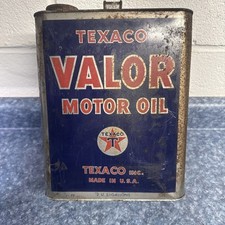 TEXACO
VALOR
MOTOR OIL
TEXACO
T
TEXACO INC.
MADE IN U.S.A.